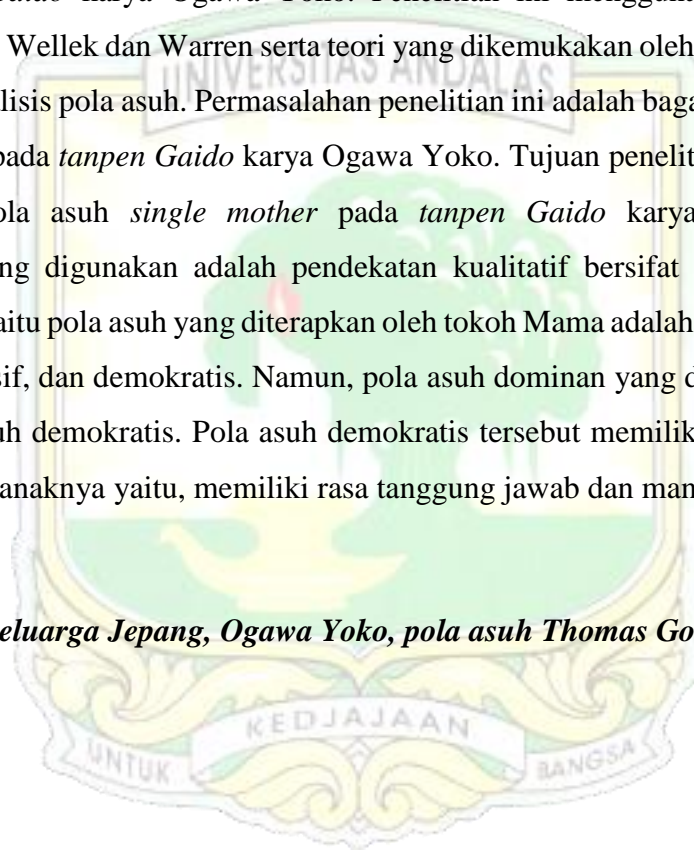 karya Ogawa Yoko. Penelitian ini menggun
Wellek dan Warren serta teori yang dikemukakan oleh
UNIVERSITAS ANDALAS
lisis pola asuh. Permasalahan penelitian ini adalah baga
pada tanpen Gaido karya Ogawa Yoko. Tujuan penelit
ola asuh single mother pada tanpen Gaido karya
ng digunakan adalah pendekatan kualitatif bersifat
aitu pola asuh yang diterapkan oleh tokoh Mama adalah
sif, dan demokratis. Namun, pola asuh dominan yang d
uh demokratis. Pola asuh demokratis tersebut memilik
anaknya yaitu, memiliki rasa tanggung jawab dan man
eluarga Jepang, Ogawa Yoko, pola asuh Thomas Go
UNTUK KEDJAJAAN BANGSA